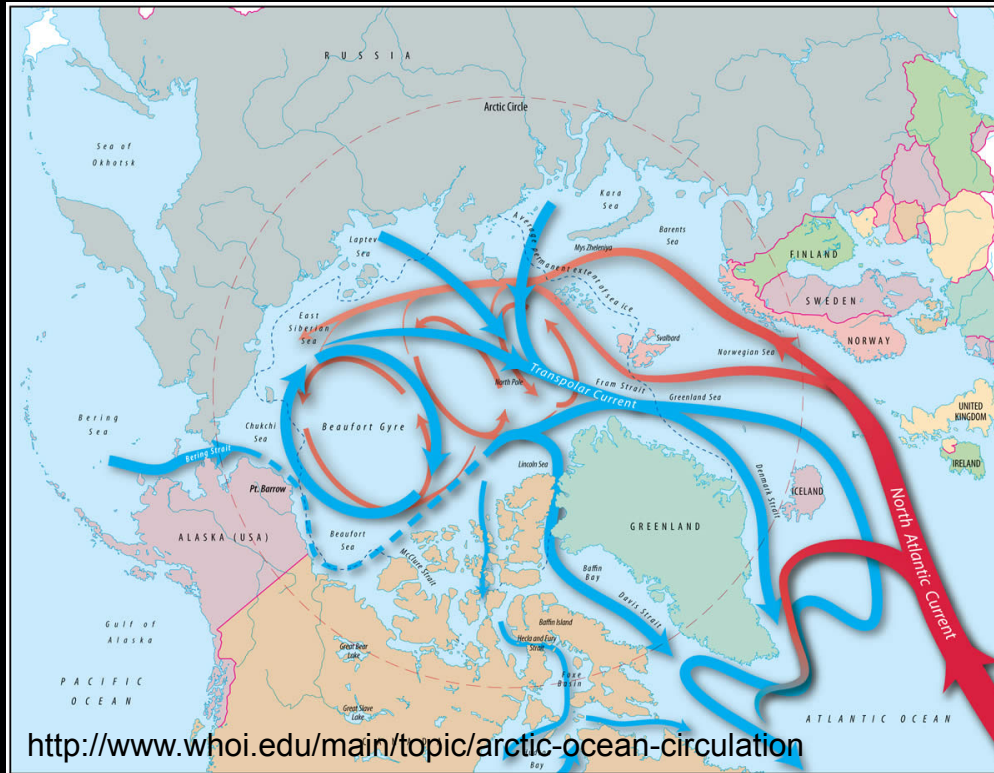 RUSSIA
Arctic Circle
Sea of
Okhotsk
Kara
Sea
Barents
Sea
Mys Zheleniya
Average permanent extent of sea ice
Laptev
Sea
FINLAND
SWEDEN
NORWAY
East
Siberian
Sea
Svalbard
Norwegian Sea
North Pole
Transpolar Current
Fram Strait
Greenland Sea
UNITED
KINGDOM
IRELAND
Bering
Sea
Chukchi
Sea
Beaufort Gyre
Bering Strait
Lincoln Sea
Denmark Strait
ICELAND
Pt. Barrow
North Atlantic Current
ALASKA (USA)
Beaufort
Sea
McClure Strait
GREENLAND
Baffin
Bay
Davis Strait
Gulf of
Alaska
Baffin Island
Hecla and Fury
Strait
Great Bear
Lake
Foxe
Basin
PACIFIC
OCEAN
Great Slave
Lake
ATLANTIC OCEAN
http://www.whoi.edu/main/topic/arctic-ocean-circulation
Bay